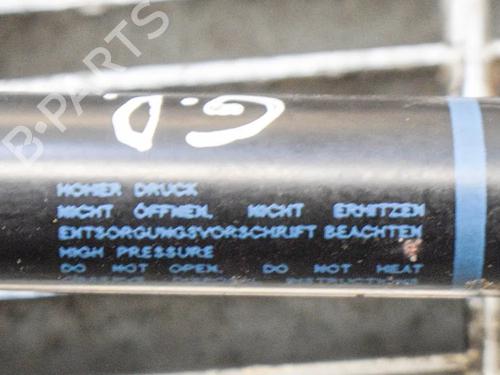 B-PARTS
G.D.
HOHER DRUCK
NICHT ÖFFNEN. NICHT ERHITZEN
ENTSORGUNGSVORSCHRIFT BEACHTEN
HIGH PRESSURE
DO NOT OPEN. DO NOT HEAT